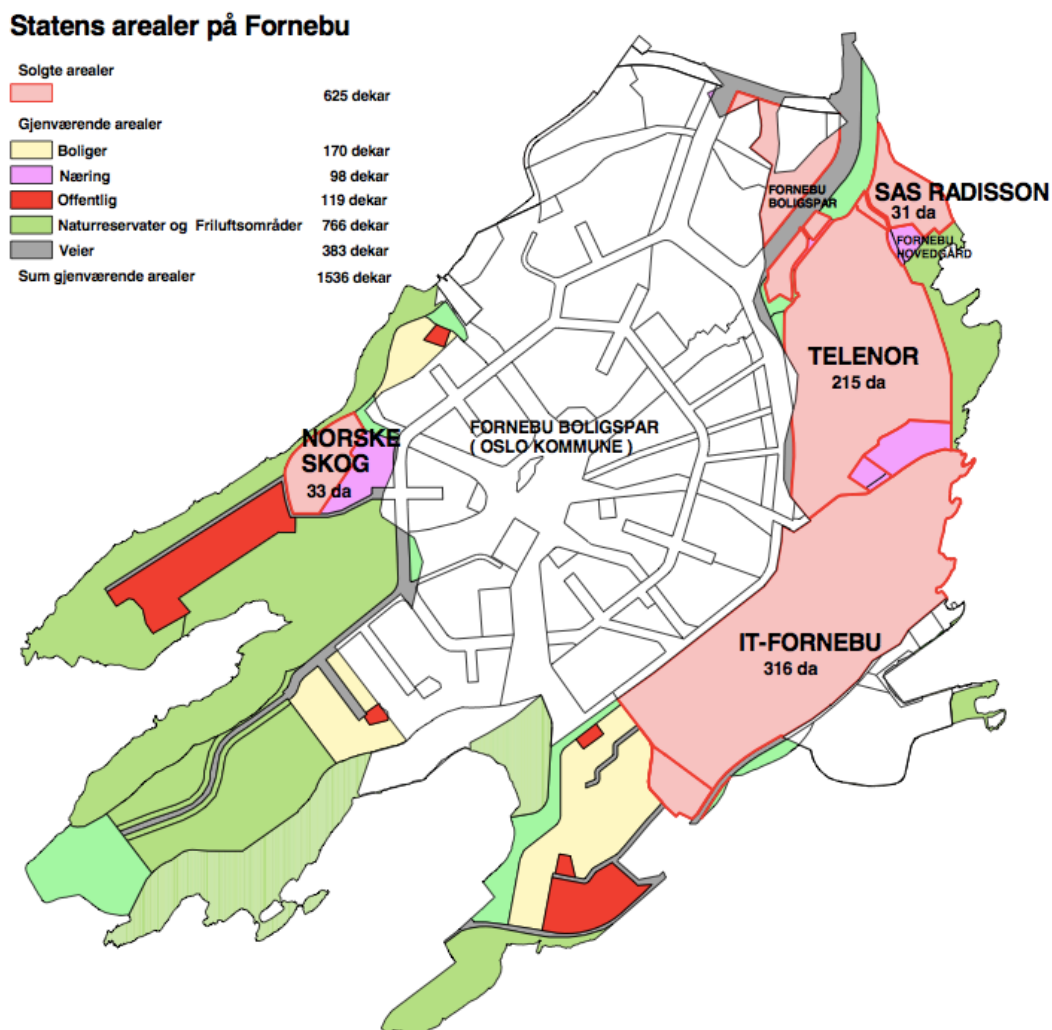 Statens arealer på Fornebu
Solgte arealer
625 dekar
Gjenværende arealer
Boliger 170 dekar
Næring 98 dekar
Offentlig 119 dekar
Naturreservater og Friluftsområder 766 dekar
Veier 383 dekar
Sum gjenværende arealer 1536 dekar
FORNEBU
BOLIGSPAR
SAS RADISSON
31 da
FORNEBU
HOVEDGÅRD
TELENOR
215 da
FORNEBU BOLIGSPAR
( OSLO KOMMUNE )
NORSKE
SKOG
33 da
IT-FORNEBU
316 da